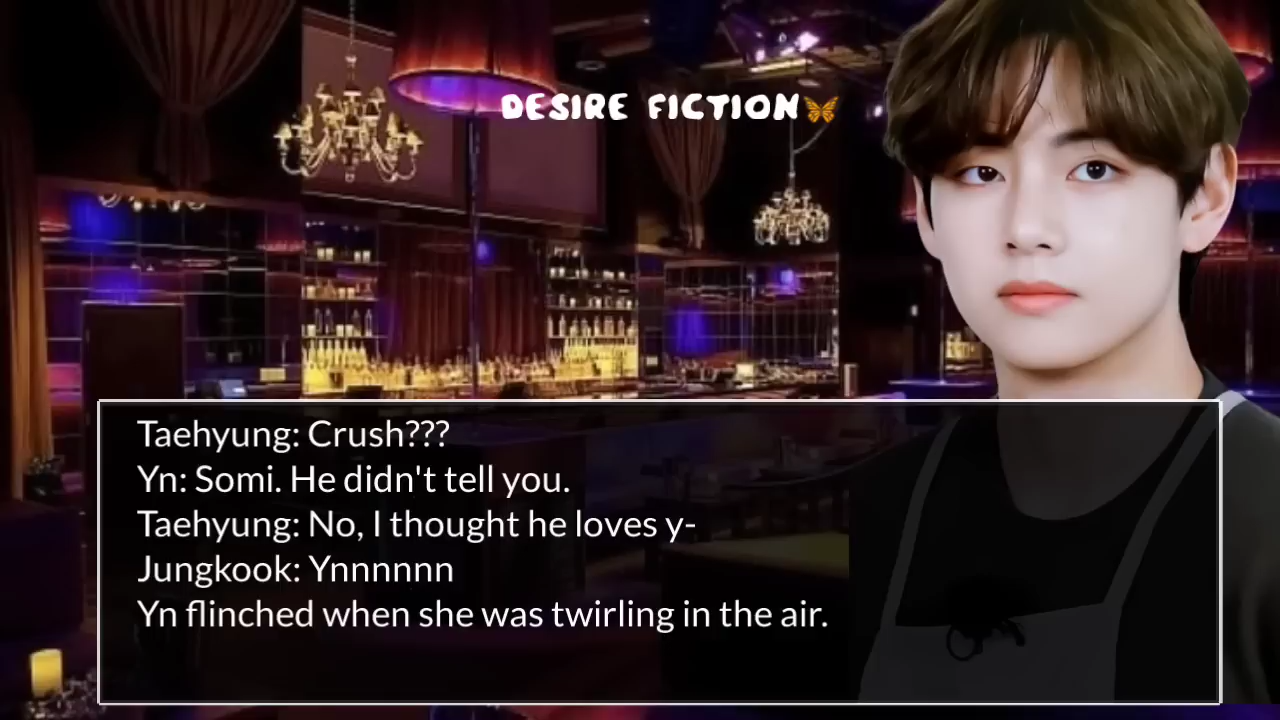 DESIRE FICTION🦋
Taehyung: Crush???
Yn: Somi. He didn't tell you.
Taehyung: No, I thought he loves y-
Jungkook: Ynnnnnn
Yn flinched when she was twirling in the air.